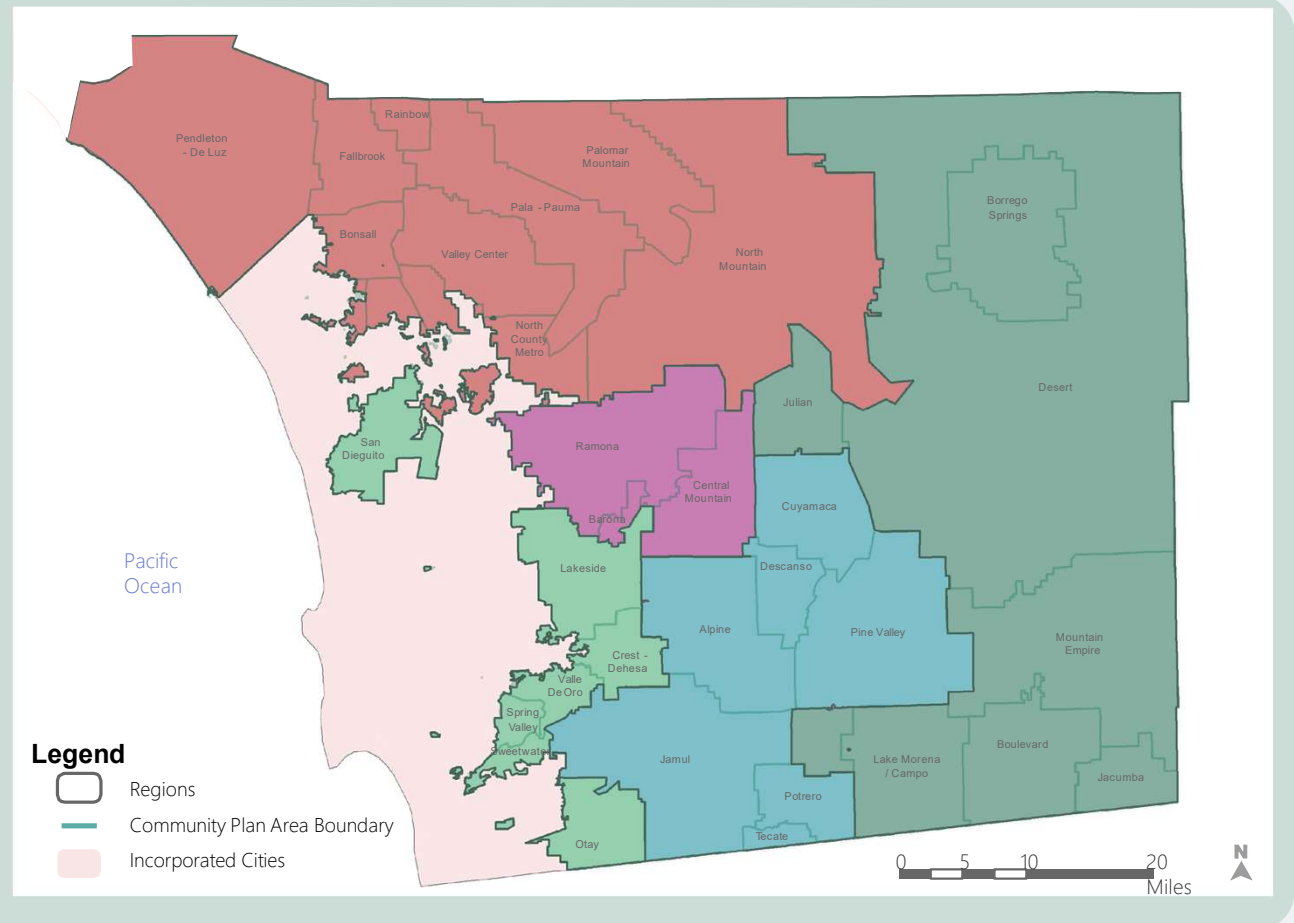 Rainbow
Pendleton
- De Luz
Fallbrook
Palomar
Mountain
Pala - Pauma
Borrego
Springs
Bonsall
Valley Center
North
Mountain
North
County
Metro
Desert
Julian
San
Dieguito
Ramona
Central
Mountain
Cuyamaca
Barona
Pacific
Ocean
Lakeside
Descanso
Alpine
Pine Valley
Mountain
Empire
Crest -
Dehesa
Valle
De Oro
Spring
Valley
Sweetwater
Jamul
Lake Morena
/ Campo
Boulevard
Jacumba
Potrero
Tecate
Otay
Legend
Regions
Community Plan Area Boundary
Incorporated Cities
0 5 10 20
Miles
N